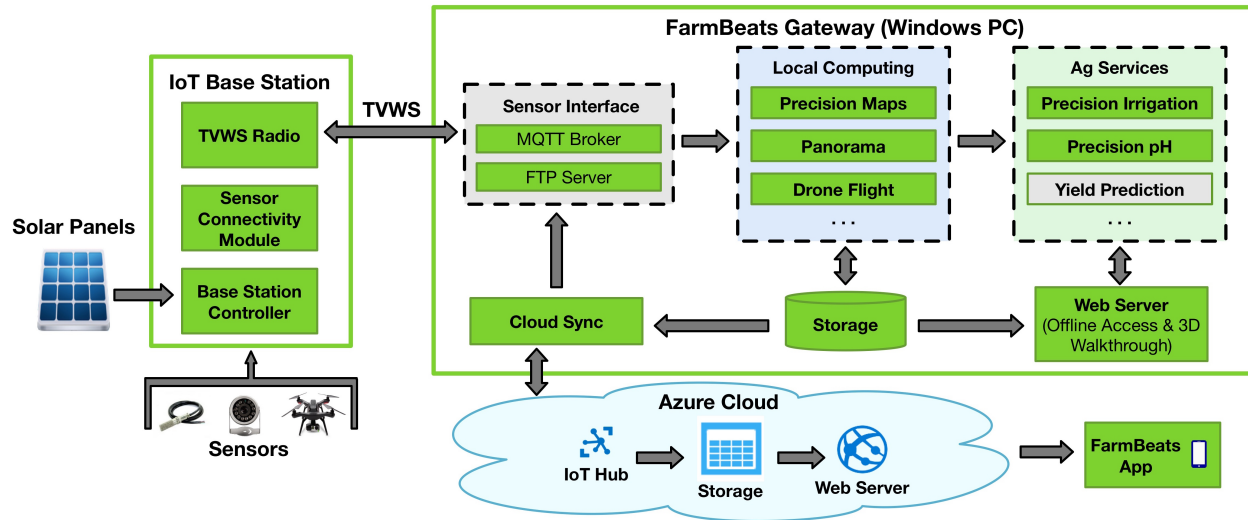 FarmBeats Gateway (Windows PC)
IoT Base Station
TVWS Radio
Sensor
Connectivity
Module
Base Station
Controller
Solar Panels
Sensors
TVWS
Sensor Interface
MQTT Broker
FTP Server
Local Computing
Precision Maps
Panorama
Drone Flight
...
Ag Services
Precision Irrigation
Precision pH
Yield Prediction
...
Cloud Sync
Storage
Web Server
(Offline Access & 3D
Walkthrough)
Azure Cloud
IoT Hub
Storage
Web Server
FarmBeats
App